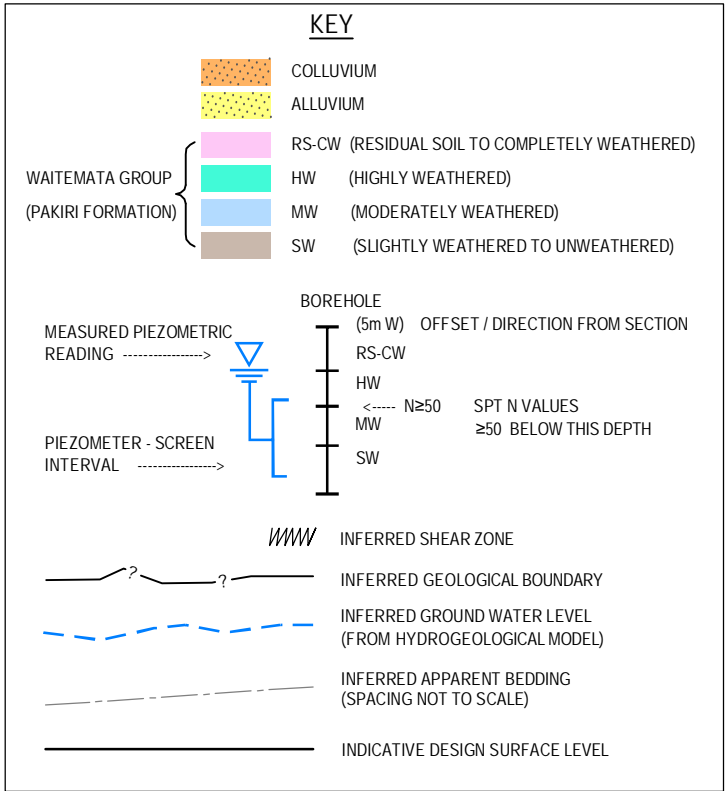 KEY
COLLUVIUM
ALLUVIUM
RS-CW (RESIDUAL SOIL TO COMPLETELY WEATHERED)
WAITEMATA GROUP
(PAKIRI FORMATION)
HW (HIGHLY WEATHERED)
MW (MODERATELY WEATHERED)
SW (SLIGHTLY WEATHERED TO UNWEATHERED)
BOREHOLE
(5m W) OFFSET / DIRECTION FROM SECTION
MEASURED PIEZOMETRIC
READING ---------------->
RS-CW
HW
<----- N≥50 SPT N VALUES
≥50 BELOW THIS DEPTH
MW
SW
PIEZOMETER - SCREEN
INTERVAL ---------------->
INFERRED SHEAR ZONE
? ?
INFERRED GEOLOGICAL BOUNDARY
INFERRED GROUND WATER LEVEL
(FROM HYDROGEOLOGICAL MODEL)
INFERRED APPARENT BEDDING
(SPACING NOT TO SCALE)
INDICATIVE DESIGN SURFACE LEVEL